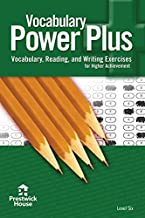 Vocabulary
Power Plus
Vocabulary, Reading, and Writing Exercises
for Higher Achievement
Prestwick
House
Level Six